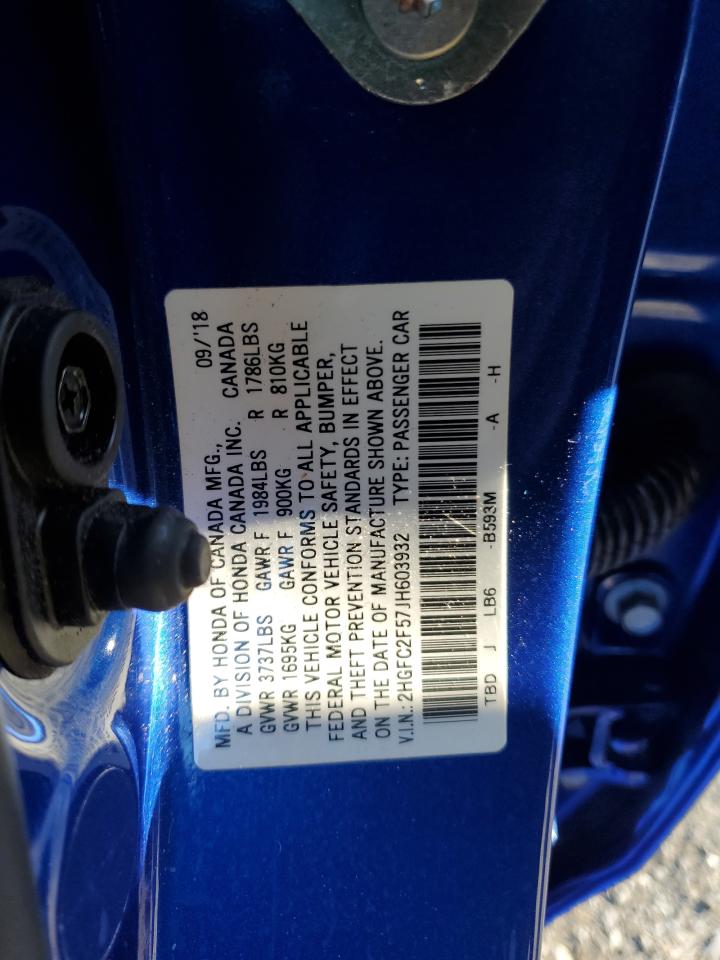 MFD. BY HONDA OF CANADA MFG., 09/'18
A DIVISION OF HONDA CANADA INC. CANADA
GVWR 3737LBS GAWR F 1984LBS R 1786LBS
GVWR 1695KG GAWR F 900KG R 810KG
THIS VEHICLE CONFORMS TO ALL APPLICABLE
FEDERAL MOTOR VEHICLE SAFETY, BUMPER,
AND THEFT PREVENTION STANDARDS IN EFFECT
ON THE DATE OF MANUFACTURE SHOWN ABOVE.
V.I.N.: 2HGFC2F57JH603932 TYPE: PASSENGER CAR
TBD J LB6 -B593M -A -H